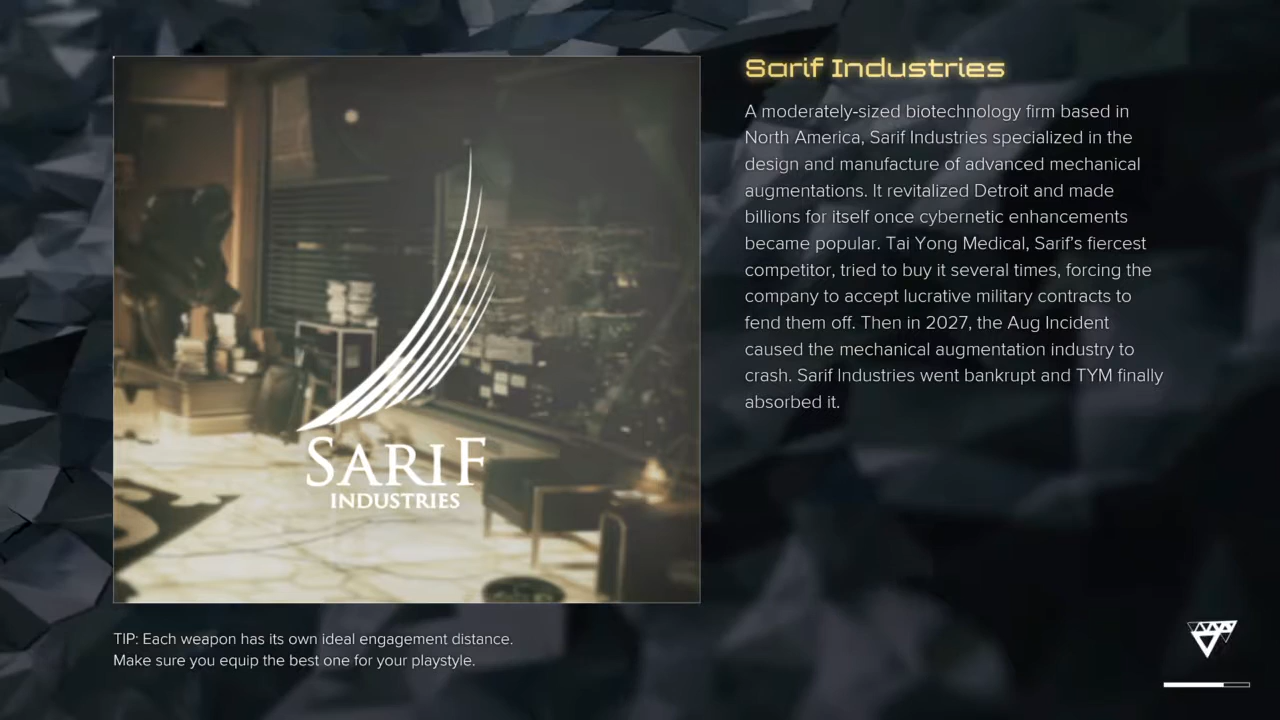 Sarif Industries
A moderately-sized biotechnology firm based in
North America, Sarif Industries specialized in the
design and manufacture of advanced mechanical
augmentations. It revitalized Detroit and made
billions for itself once cybernetic enhancements
became popular. Tai Yong Medical, Sarif's fiercest
competitor, tried to buy it several times, forcing the
company to accept lucrative military contracts to
fend them off. Then in 2027, the Aug Incident
caused the mechanical augmentation industry to
crash. Sarif Industries went bankrupt and TYM finally
absorbed it.
SARIF
INDUSTRIES
TIP: Each weapon has its own ideal engagement distance.
Make sure you equip the best one for your playstyle.